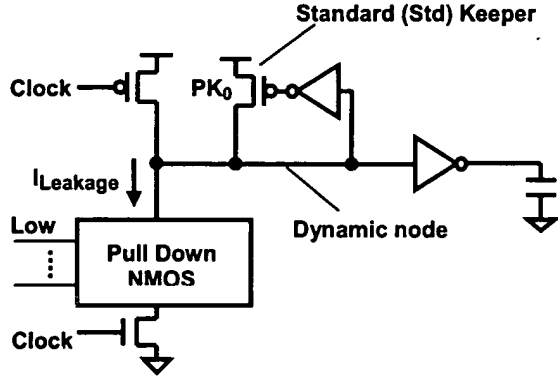 Standard (Std) Keeper
Clock
PK0
ILeakage
Low
Dynamic node
Pull Down
NMOS
Clock